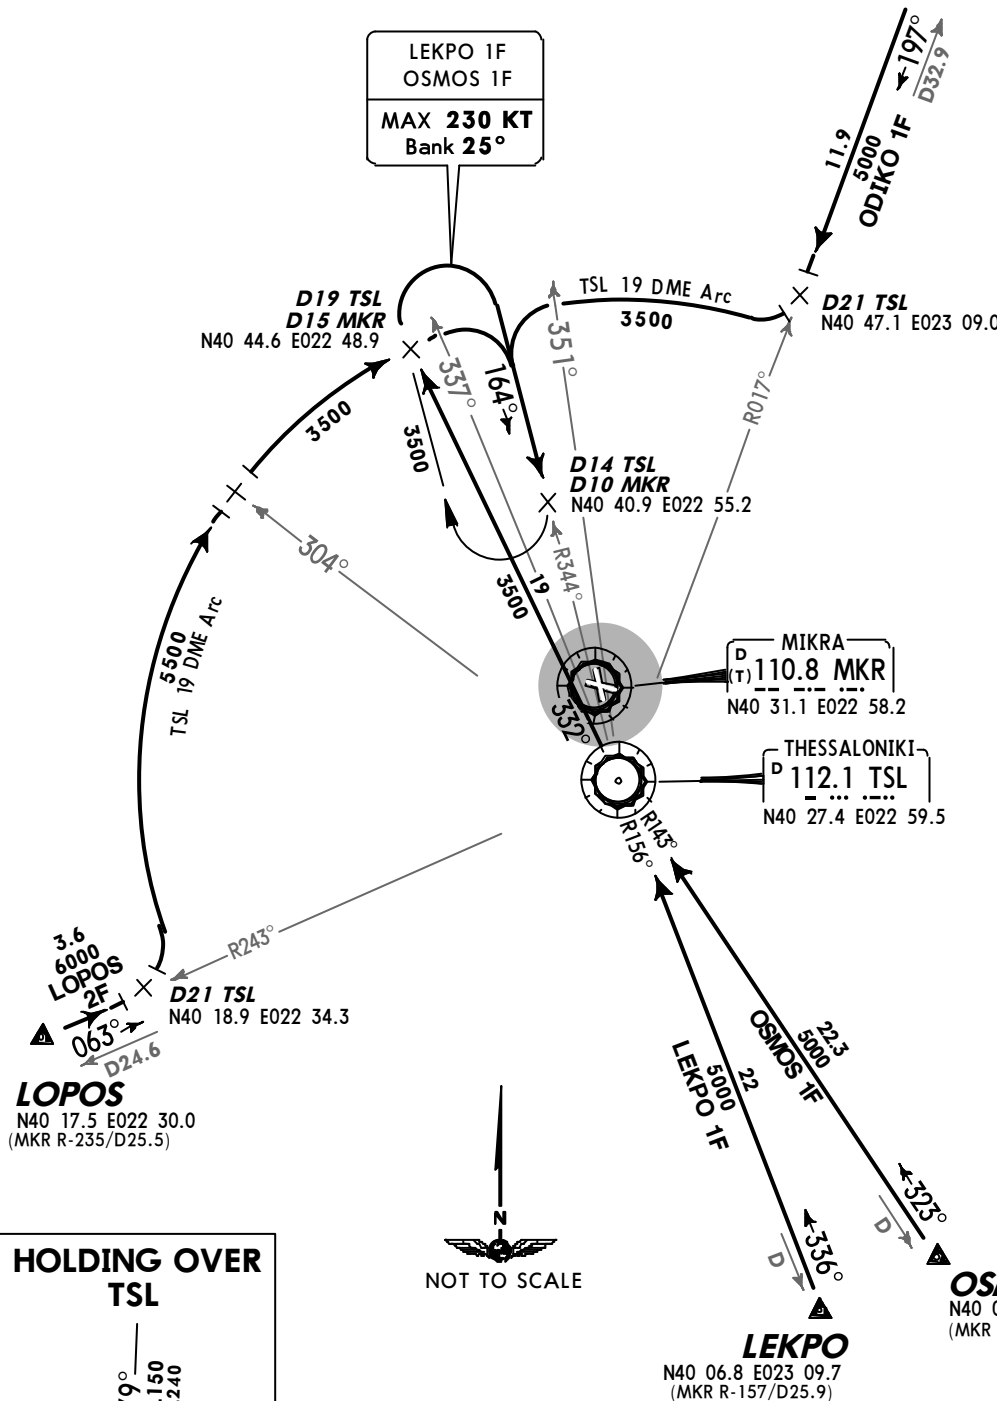 LEKPO 1F
OSMOS 1F
MAX 230 KT
Bank 25°
197°
D32.9
11.9
5000
ODIKO 1F
D19 TSL
D15 MKR
N40 44.6 E022 48.9
TSL 19 DME Arc
3500
D21 TSL
N40 47.1 E023 09.0
337°
351°
164°
R017°
3500
3500
D14 TSL
D10 MKR
N40 40.9 E022 55.2
304°
R344°
19
3500
5500
TSL 19 DME Arc
332°
MIKRA
D
(T) 110.8 MKR
N40 31.1 E022 58.2
THESSALONIKI
D 112.1 TSL
N40 27.4 E022 59.5
R143°
R156°
R243°
3.6
6000
LOPOS
2F
063°
D24.6
D21 TSL
N40 18.9 E022 34.3
LOPOS
N40 17.5 E022 30.0
(MKR R-235/D25.5)
22.3
5000
OSMOS 1F
22
5000
LEKPO 1F
323°
D
336°
D
N
NOT TO SCALE
HOLDING OVER
TSL
N40 0
(MKR
LEKPO
N40 06.8 E023 09.7
(MKR R-157/D25.9)
79°
150
240